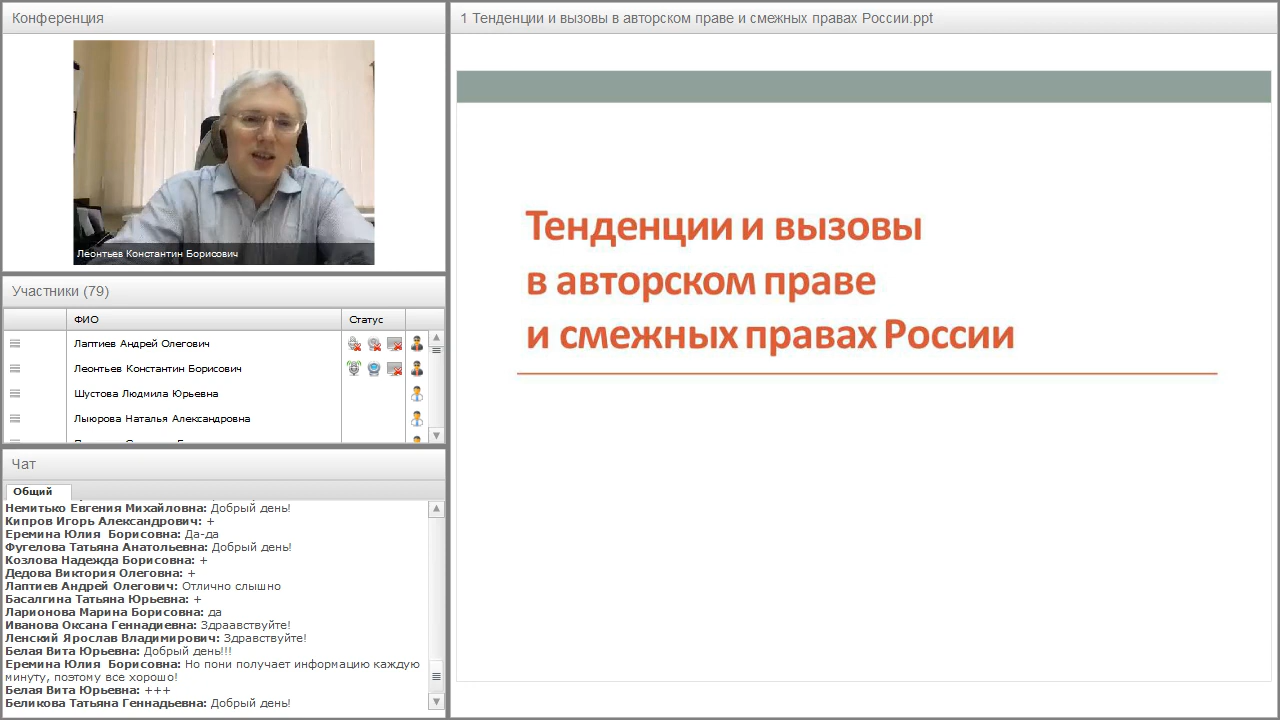 Конференция
Леонтьев Константин Борисович
Участники (79)
ФИО
Статус
Лаптиев Андрей Олегович
Леонтьев Константин Борисович
Шустова Людмила Юрьевна
Лыюрова Наталья Александровна
Чат
Общий
Немитько Евгения Михайловна: Добрый день!
Кипров Игорь Александрович: +
Еремина Юлия  Борисовна: Да-да
Фугелова Татьяна Анатольевна: Добрый день!
Козлова Надежда Борисовна: +
Дедова Виктория Олеговна: +
Лаптиев Андрей Олегович: Отлично слышно
Басалгина Татьяна Юрьевна: +
Ларионова Марина Борисовна: да
Иванова Оксана Геннадиевна: Здраавствуйте!
Ленский Ярослав Владимирович: Здравствуйте!
Белая Вита Юрьевна: Добрый день!!!
Еремина Юлия  Борисовна: Но пони получает информацию каждую
минуту, поэтому все хорошо!
Белая Вита Юрьевна: +++
Беликова Татьяна Геннадьевна: Добрый день!
1 Тенденции и вызовы в авторском праве и смежных правах России.ppt
Тенденции и вызовы
в авторском праве
и смежных правах России